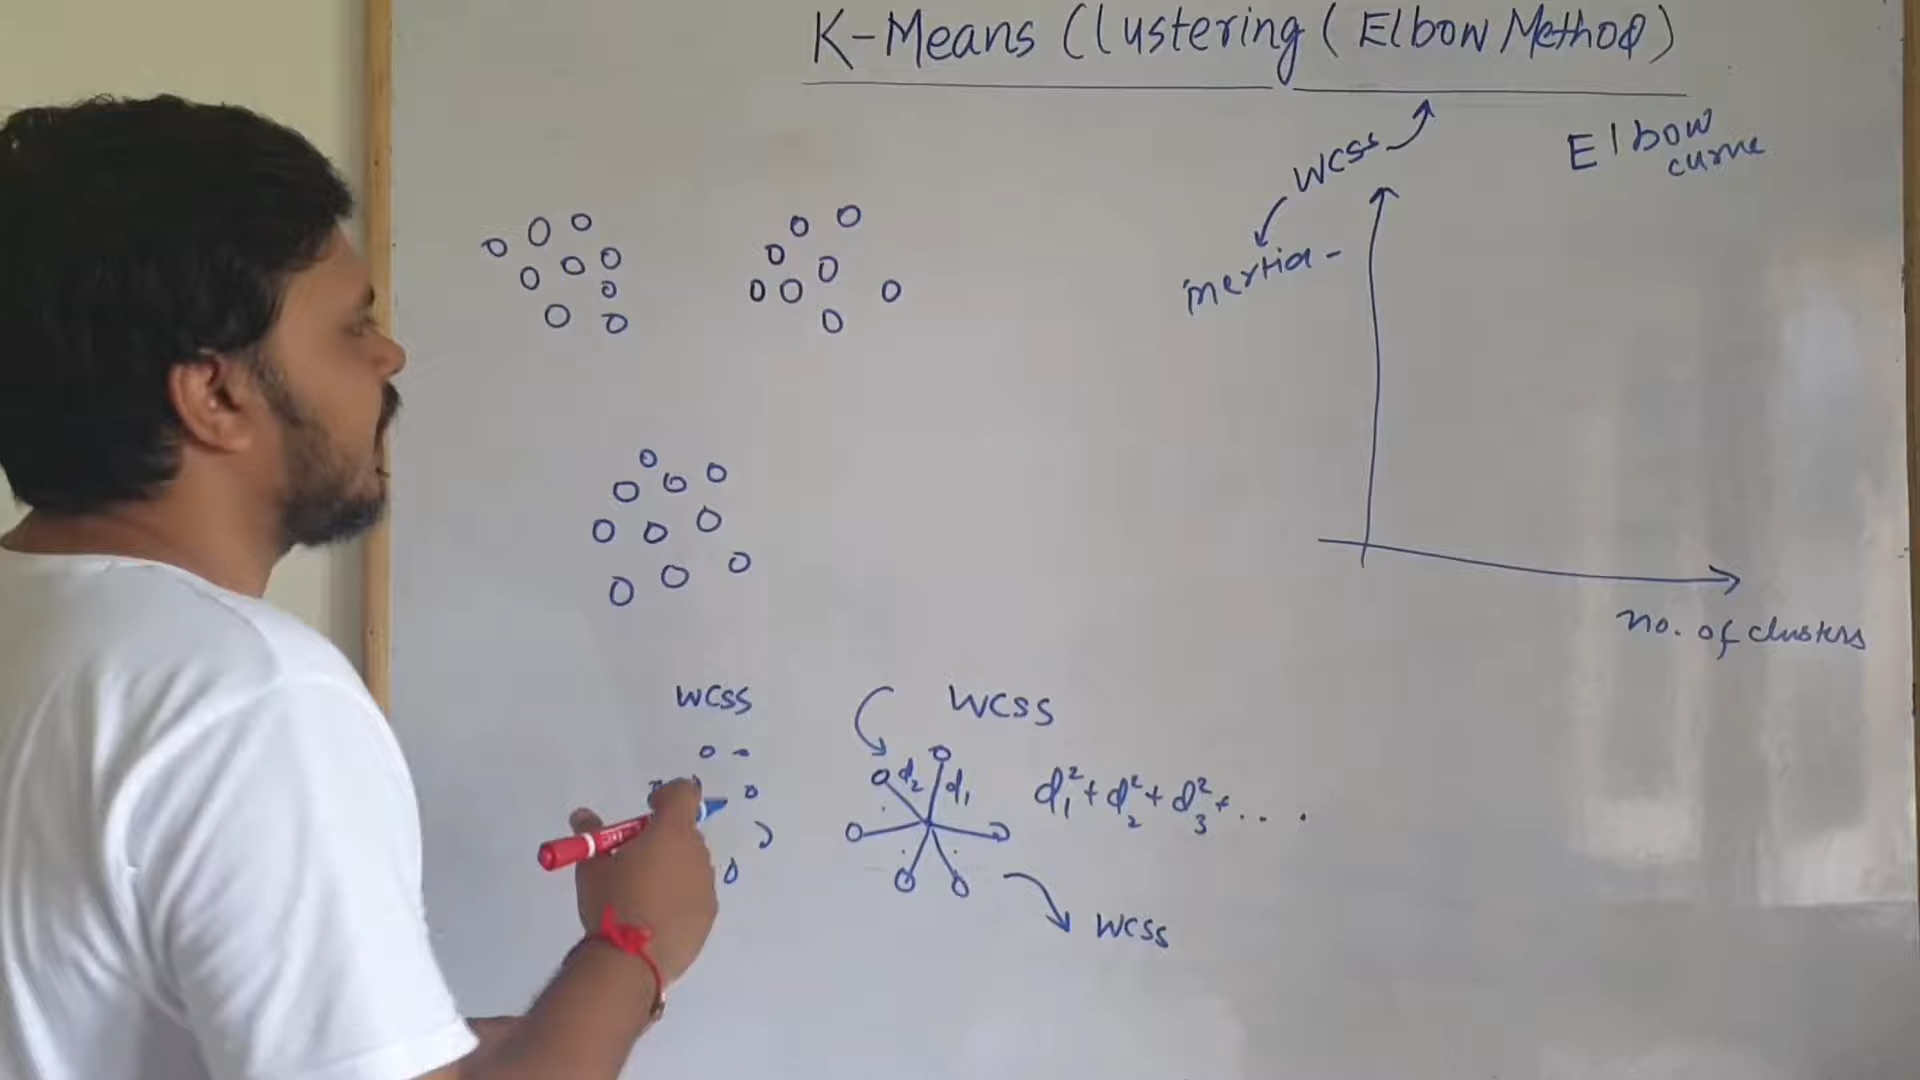 K-Means Clustering (Elbow Method)
WCSS
Elbow
curve
inertia -
no. of clusters
WCSS
WCSS
d₂ d₁
d₁²+d₂²+d₃²+....
WCSS